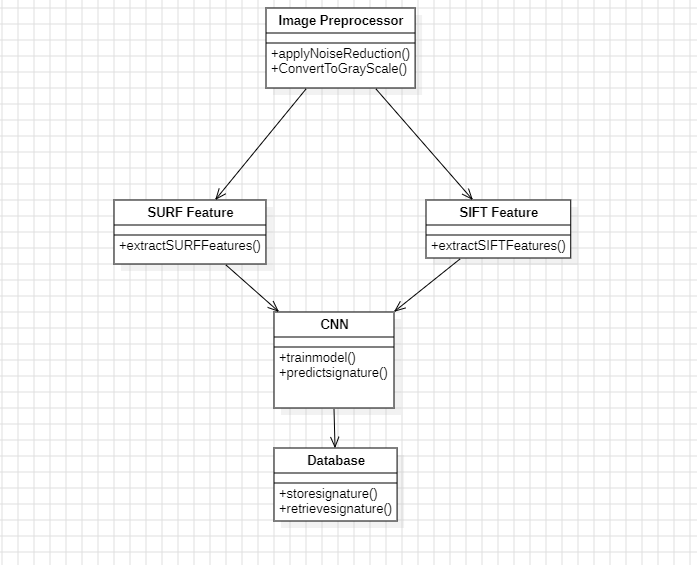 Image Preprocessor
+applyNoiseReduction()
+ConvertToGrayScale()
SURF Feature
+extractSURFFeatures()
SIFT Feature
+extractSIFTFeatures()
CNN
+trainmodel()
+predictsignature()
Database
+storesignature()
+retrievesignature()